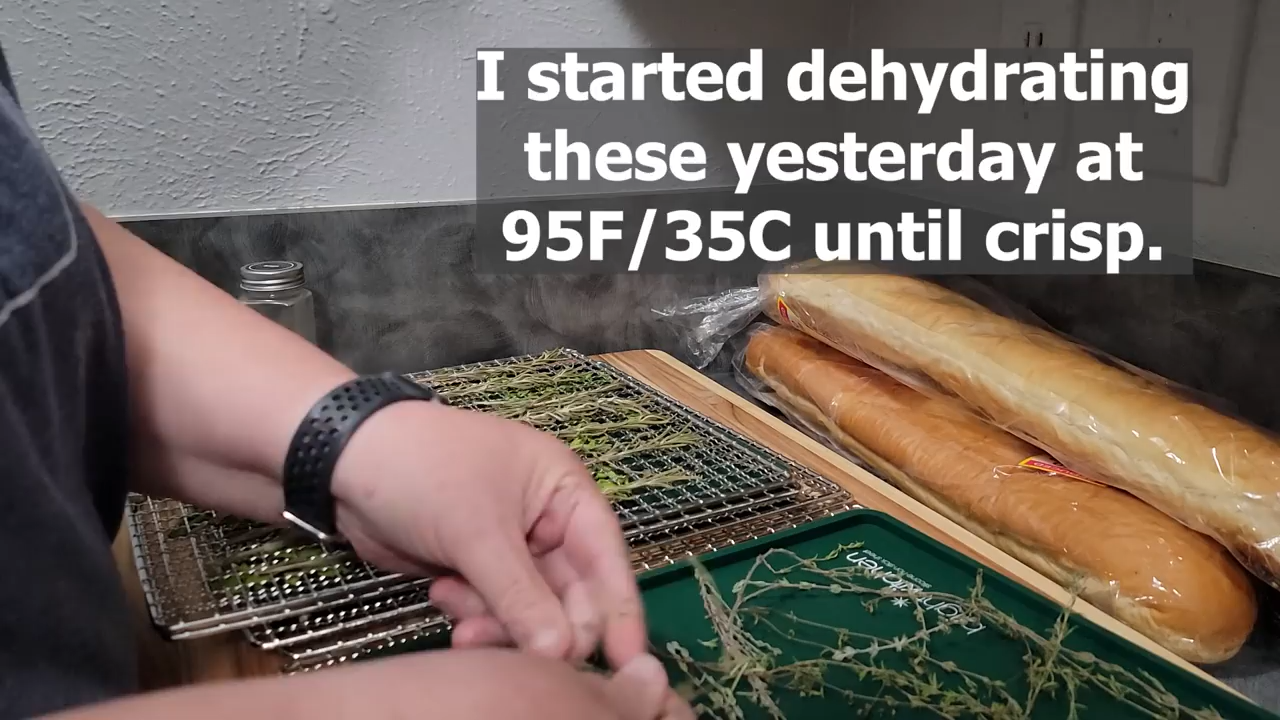 I started dehydrating
these yesterday at
95F/35C until crisp.